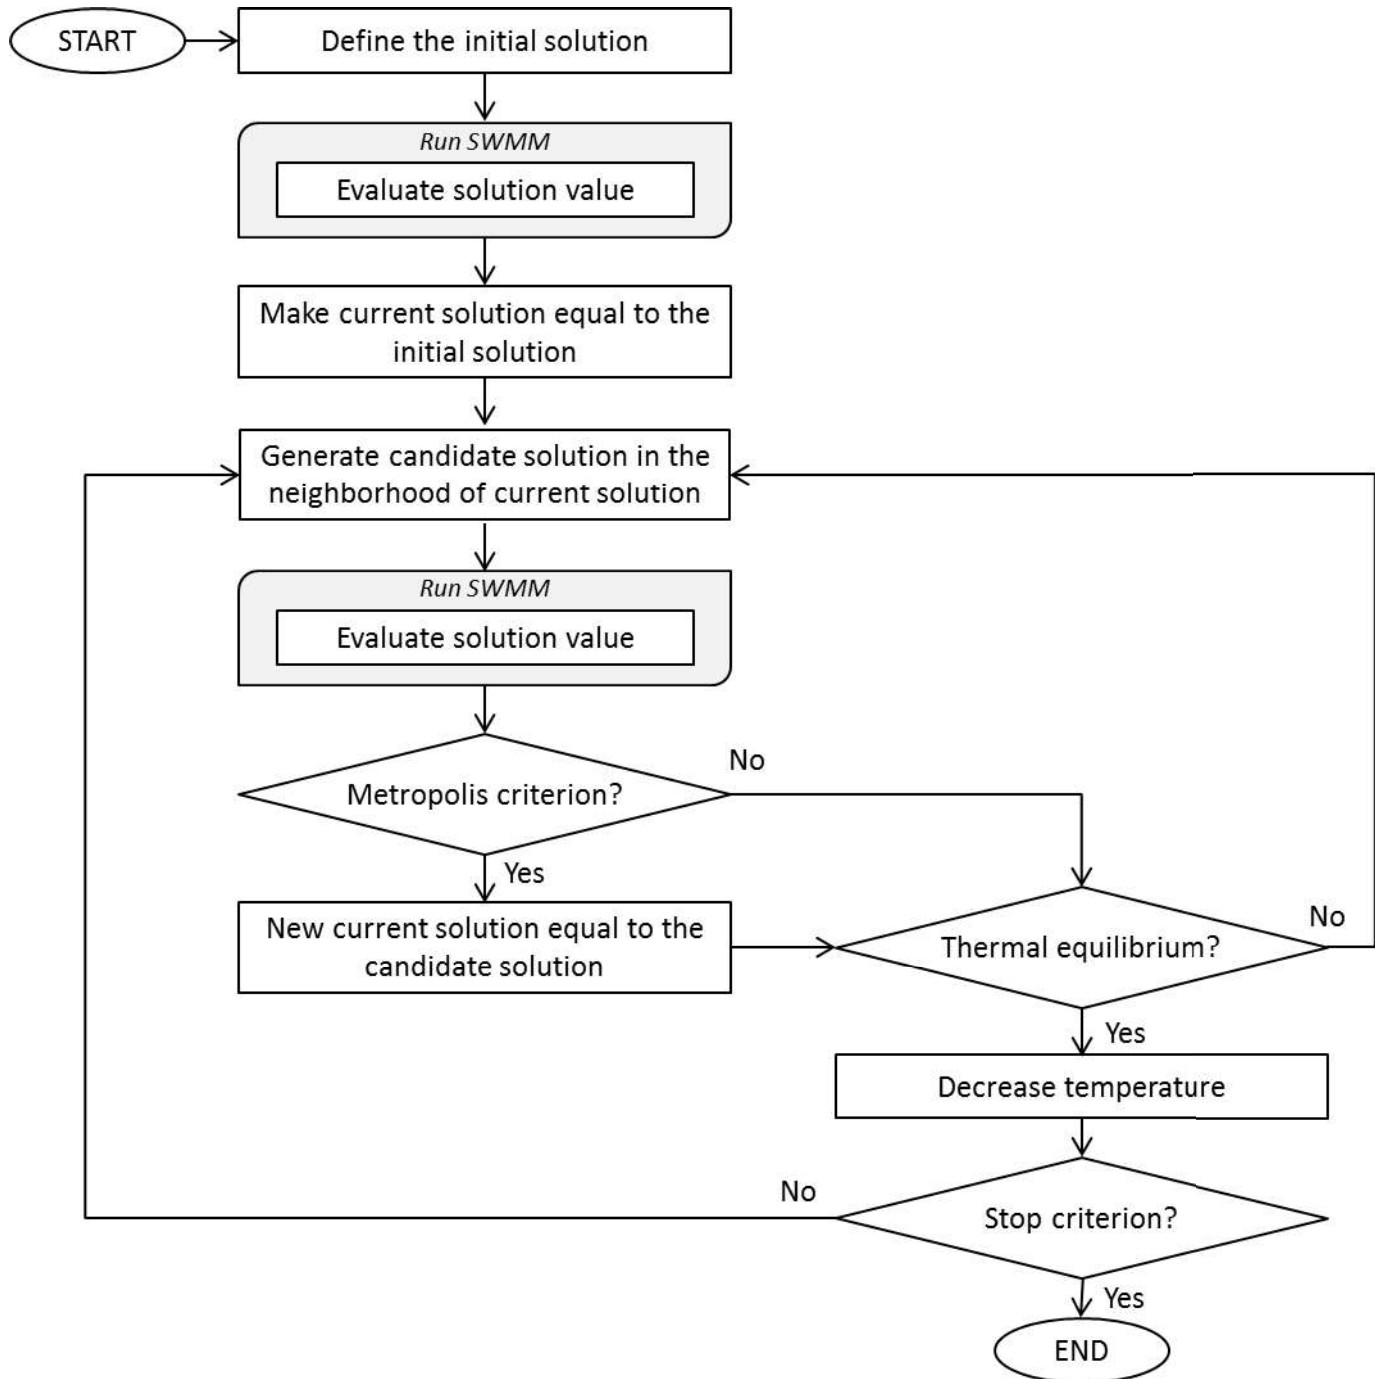 START
Define the initial solution
Run SWMM
Evaluate solution value
Make current solution equal to the
initial solution
Generate candidate solution in the
neighborhood of current solution
Run SWMM
Evaluate solution value
Metropolis criterion?
No
Yes
New current solution equal to the
candidate solution
Thermal equilibrium?
No
Yes
Decrease temperature
Stop criterion?
No
Yes
END